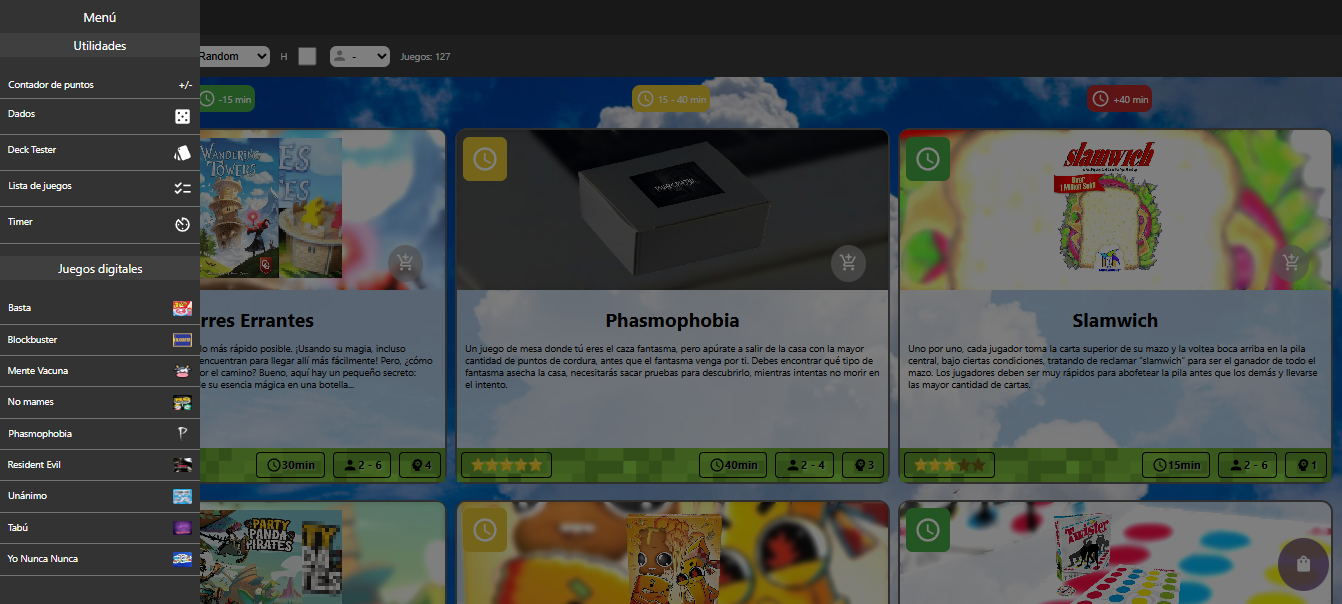 Menú
Utilidades
Contador de puntos +/-
Dados
Deck Tester
Lista de juegos
Timer
Juegos digitales
Basta
Blockbuster
Mente Vacuna
No mames
Phasmophobia
Resident Evil
Unánimo
Tabú
Yo Nunca Nunca
Random H - Juegos: 127
-15 min
15 - 40 min
+40 min
WANDERING
TOWERS
rres Errantes
lo más rápido posible. ¡Usando su magia, incluso
encuentran para llegar allí más fácilmente! Pero, ¿cómo
or el camino? Bueno, aquí hay un pequeño secreto:
e su esencia mágica en una botella...
30min 2 - 6 4
Phasmophobia
Un juego de mesa donde tú eres el caza fantasma, pero apúrate a salir de la casa con la mayor
cantidad de puntos de cordura, antes que el fantasma venga por ti. Debes encontrar qué tipo de
fantasma asecha la casa, necesitarás sacar pruebas para descubrirlo, mientras intentas no morir en
el intento.
40min 2 - 4 3
slamwich
Over
1 Million Sold
Slamwich
Uno por uno, cada jugador toma la carta superior de su mazo y la voltea boca arriba en la pila
central, bajo ciertas condiciones, tratando de reclamar "slamwich" para ser el ganador de todo el
mazo. Los jugadores deben ser muy rápidos para abofetear la pila antes que los demás y llevarse
las mayor cantidad de cartas.
15min 2 - 6 1
PARTY
PANDA
PIRATES
Twister